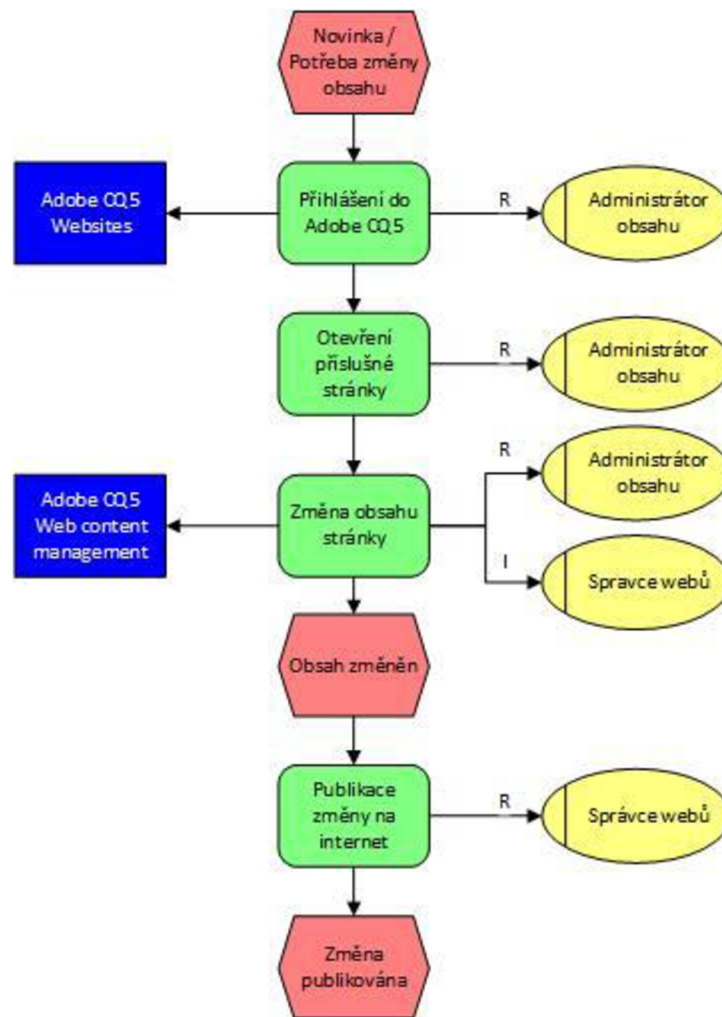 Novinka /
Potřeba změny
obsahu
Adobe CQ5
Websites
Přihlášení do
Adobe CQ5
R
Administrátor
obsahu
Otevření
příslušné
stránky
R
Administrátor
obsahu
Adobe CQ5
Web content
management
Změna obsahu
stránky
R
Administrátor
obsahu
I
Spravce webů
Obsah změněn
Publikace
změny na
internet
R
Správce webů
Změna
publikována